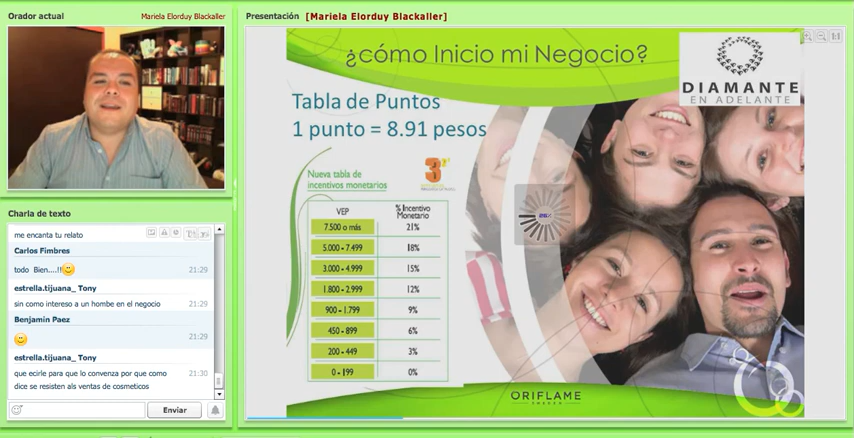 Orador actual
Mariela Elorduy Blackaller
Presentación [Mariela Elorduy Blackaller]
¿cómo Inicio mi Negocio?
DIAMANTE
EN ADELANTE
Tabla de Puntos
1 punto = 8.91 pesos
Nueva tabla de
incentivos monetarios
VEP
% Incentivo
Monetario
7.500 o más 21%
5.000 - 7.499 18%
3.000 - 4.999 15%
1.800 - 2.999 12%
900 - 1.799 9%
450 - 899 6%
200 - 449 3%
0 - 199 0%
ORIFLAME
SWEDEN
Charla de texto
me encanta tu relato
Carlos Fimbres
todo Bien....!! 21:29
estrella.tijuana_ Tony
sin como intereso a un hombe en el negocio 21:29
Benjamin Paez
21:29
estrella.tijuana_ Tony
que ecirle para que lo convenza por que como 21:30
dice se resisten als ventas de cosmeticos
Enviar